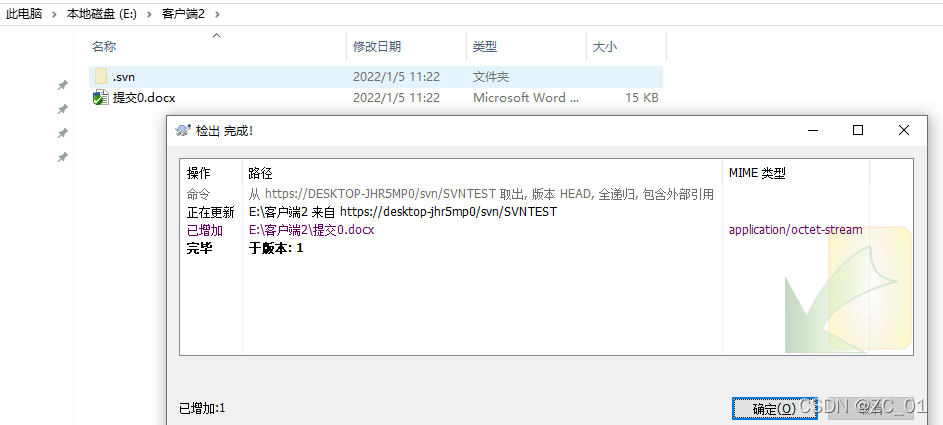 此电脑 > 本地磁盘 (E:) > 客户端2 >
名称 修改日期 类型 大小
.svn 2022/1/5 11:22 文件夹
提交0.docx 2022/1/5 11:22 Microsoft Word ... 15 KB
检出 完成!
操作 路径 MIME 类型
命令 从 https://DESKTOP-JHR5MP0/svn/SVNTEST 取出, 版本 HEAD, 全递归, 包含外部引用
正在更新 E:\客户端2 来自 https://desktop-jhr5mp0/svn/SVNTEST
已增加 E:\客户端2\提交0.docx application/octet-stream
完毕 于版本: 1
已增加:1
确定(O) 取消
CSDN @ZC_01